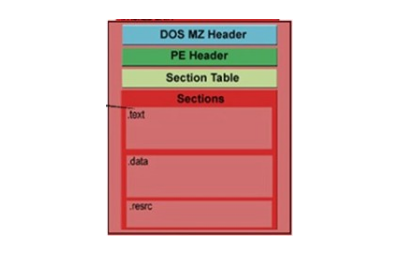 DOS MZ Header
PE Header
Section Table
Sections
.text
.data
.resrc